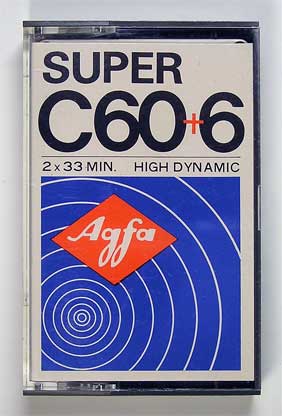 SUPER
C60+6
2 x 33 MIN. HIGH DYNAMIC
Agfa